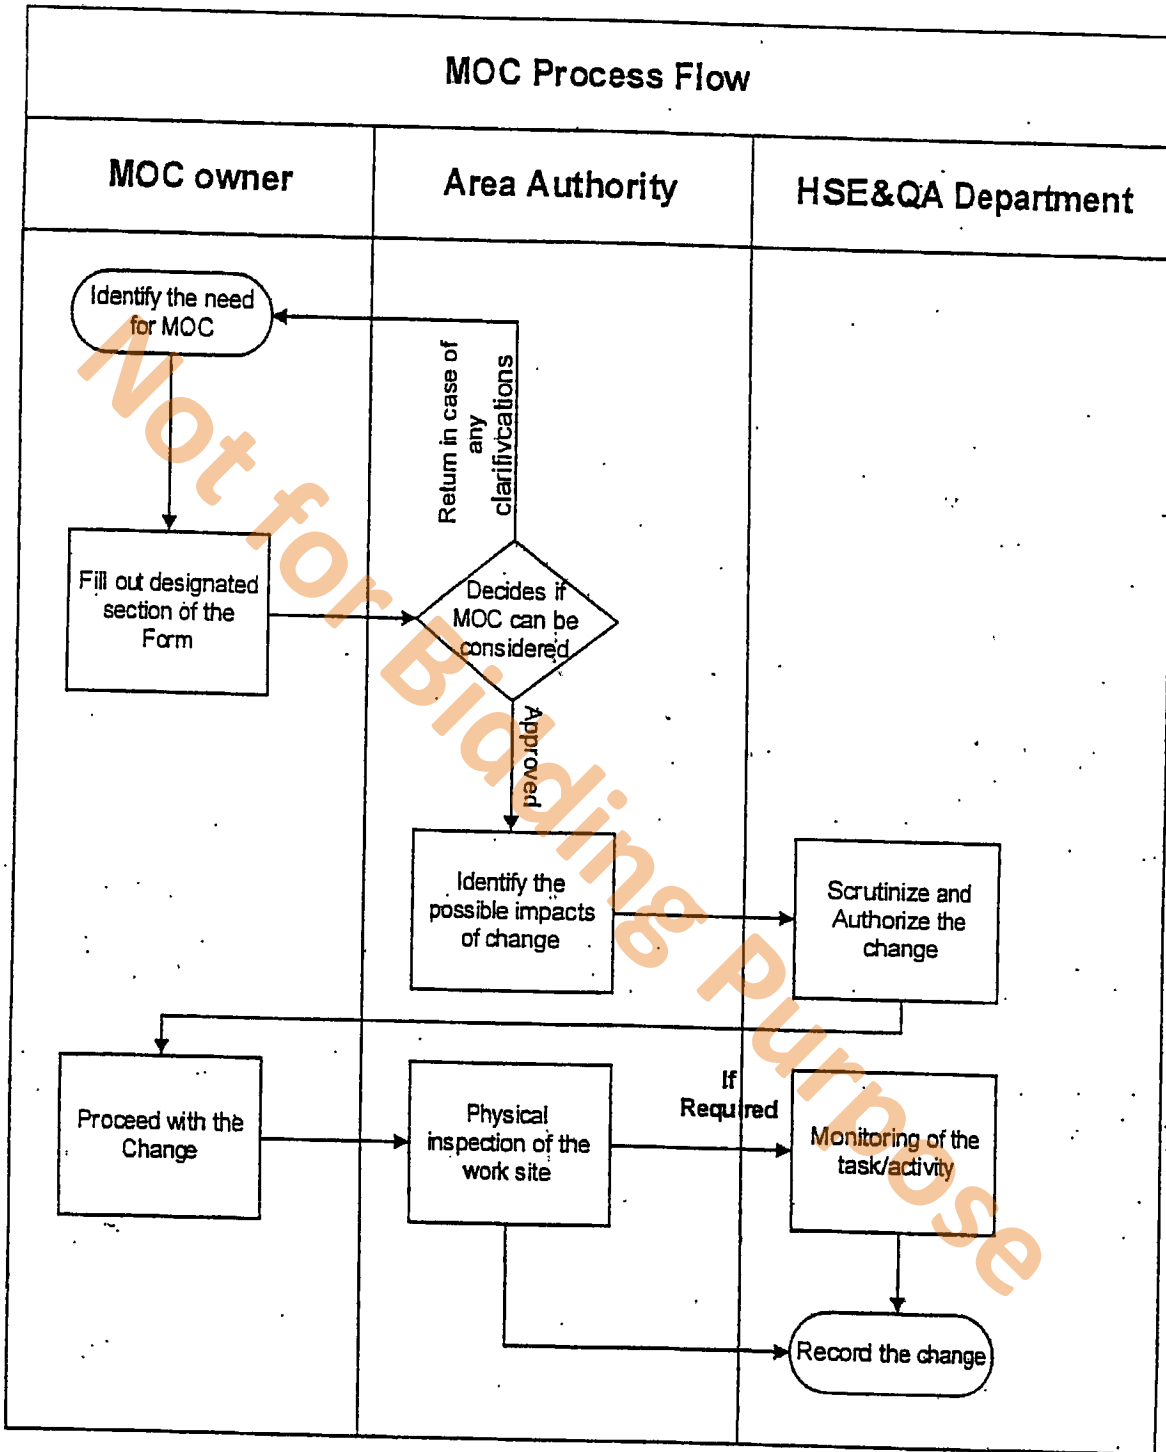 MOC Process Flow
MOC owner
Area Authority
HSE&QA Department
Identify the need
for MOC
Return in case of
any
clarifivtations
Fill out designated
section of the
Form
Decides if
MOC can be
considered
Approved
Identify the
possible impacts
of change
Scrutinize and
Authorize the
change
Proceed with the
Change
Physical
inspection of the
work site
If
Required
Monitoring of the
task/activity
Record the change
Not for Bidding Purpose